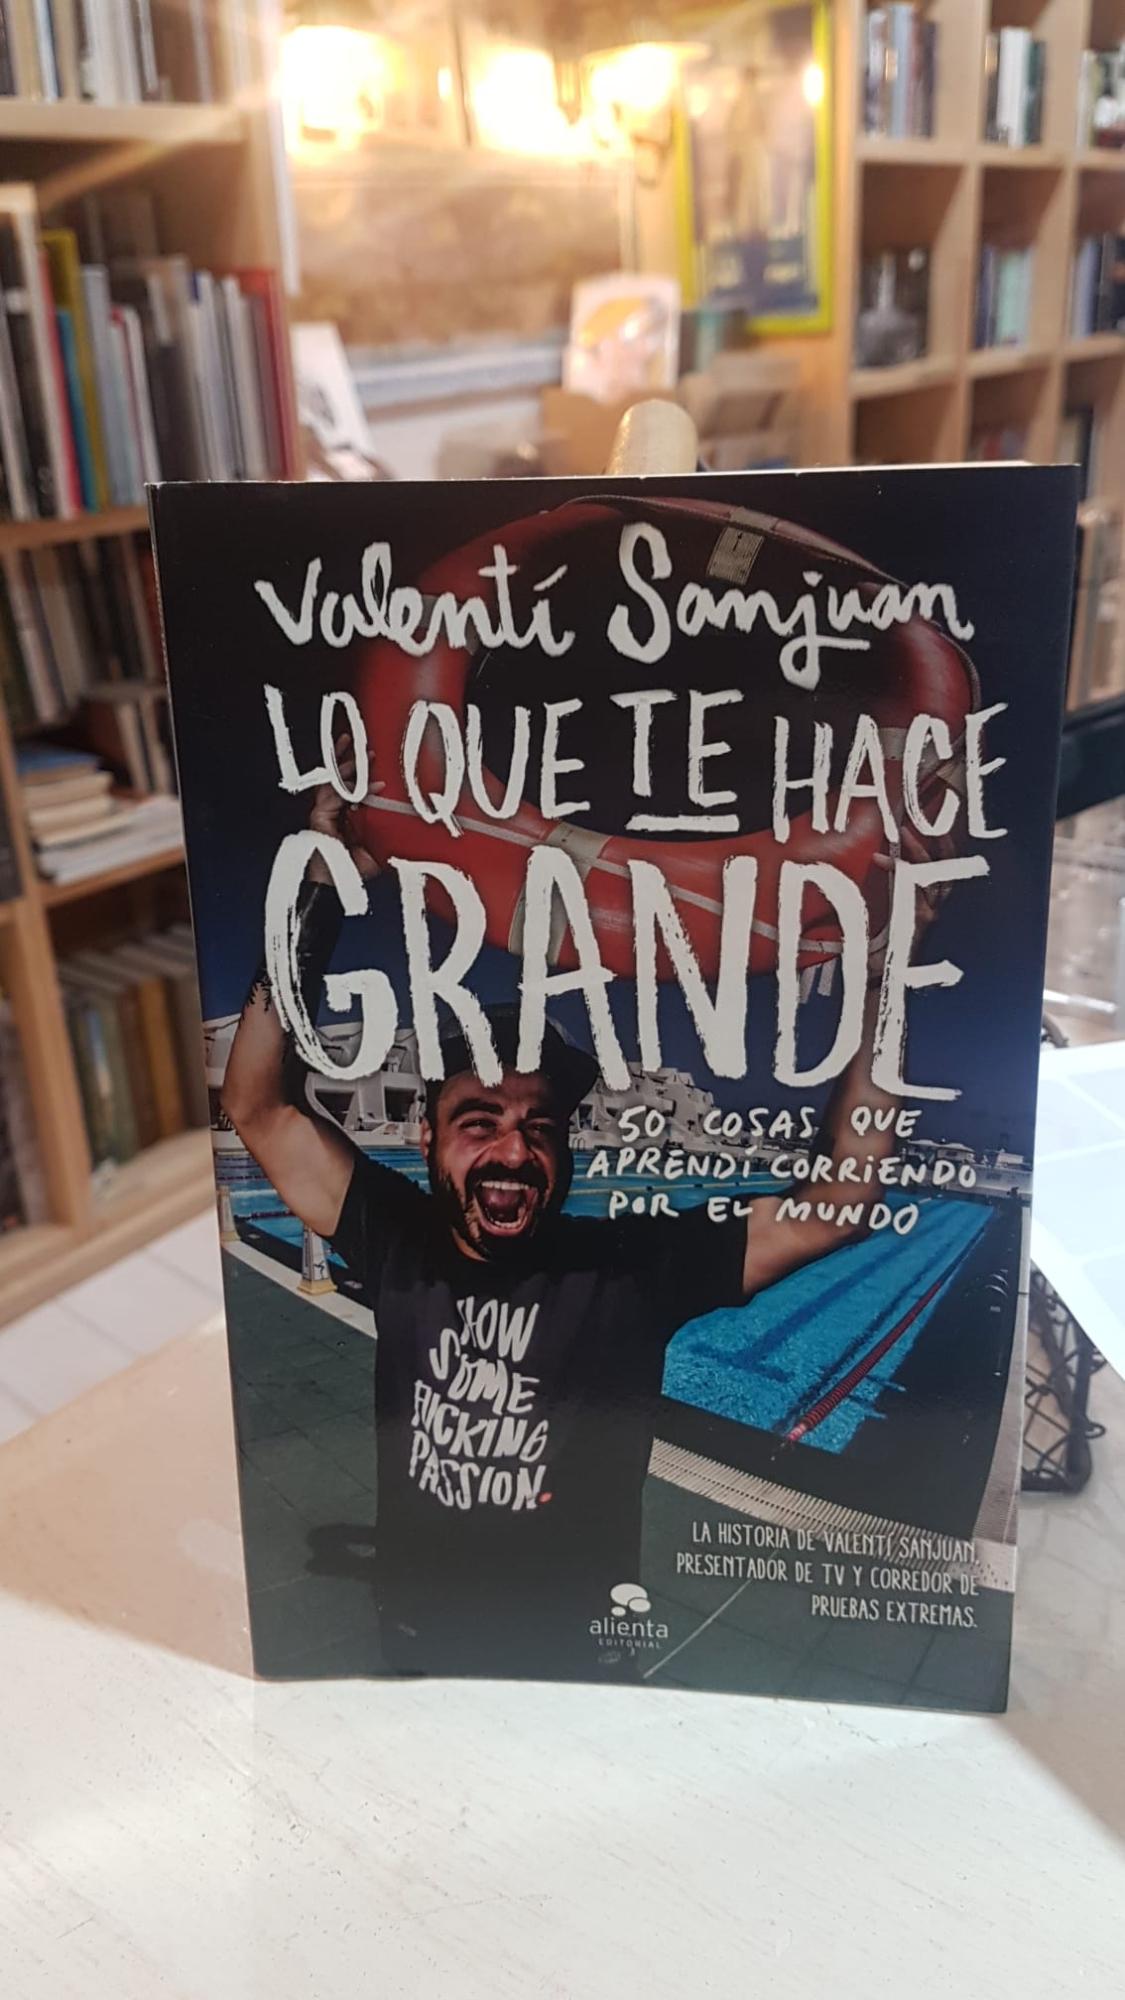 Valentí Sanjuan
LO QUE TE HACE
GRANDE
50 COSAS QUE
APRENDÍ CORRIENDO
POR EL MUNDO
SHOW
SOME
FUCKING
PASSION.
LA HISTORIA DE VALENTÍ SANJUAN,
PRESENTADOR DE TV Y CORREDOR DE
PRUEBAS EXTREMAS.
alienta
EDITORIAL